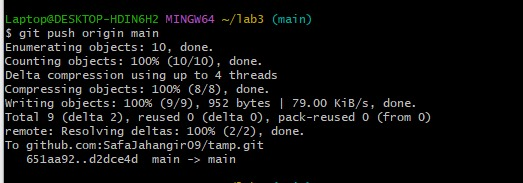 Laptop@DESKTOP-HDIN6H2 MINGW64 ~/lab3 (main)
$ git push origin main
Enumerating objects: 10, done.
Counting objects: 100% (10/10), done.
Delta compression using up to 4 threads
Compressing objects: 100% (8/8), done.
Writing objects: 100% (9/9), 952 bytes | 79.00 KiB/s, done.
Total 9 (delta 2), reused 0 (delta 0), pack-reused 0 (from 0)
remote: Resolving deltas: 100% (2/2), done.
To github.com:SafaJahangir09/tamp.git
   651aa92..d2dce4d  main -> main